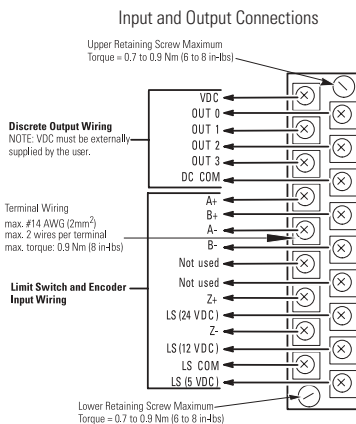 Input and Output Connections
Upper Retaining Screw Maximum
Torque = 0.7 to 0.9 Nm (6 to 8 in-lbs)
VDC
OUT 0
OUT 1
OUT 2
OUT 3
DC COM
Discrete Output Wiring
NOTE: VDC must be externally
supplied by the user.
A+
B+
A-
B-
Not used
Not used
Z+
LS (24 VDC)
Z-
LS (12 VDC)
LS COM
LS (5 VDC)
Terminal Wiring
max. #14 AWG (2mm²)
max. 2 wires per terminal
max. torque: 0.9 Nm (8 in-lbs)
Limit Switch and Encoder
Input Wiring
Lower Retaining Screw Maximum
Torque = 0.7 to 0.9 Nm (6 to 8 in-lbs)